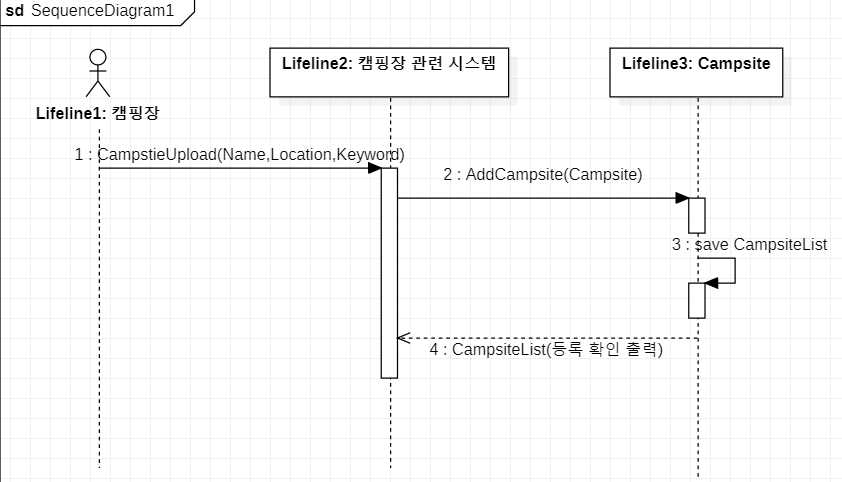 sd SequenceDiagram1
Lifeline2: 캠핑장 관련 시스템
Lifeline3: Campsite
Lifeline1: 캠핑장
1 : CampstieUpload(Name,Location,Keyword)
2 : AddCampsite(Campsite)
3 : save CampsiteList
4 : CampsiteList(등록 확인 출력)